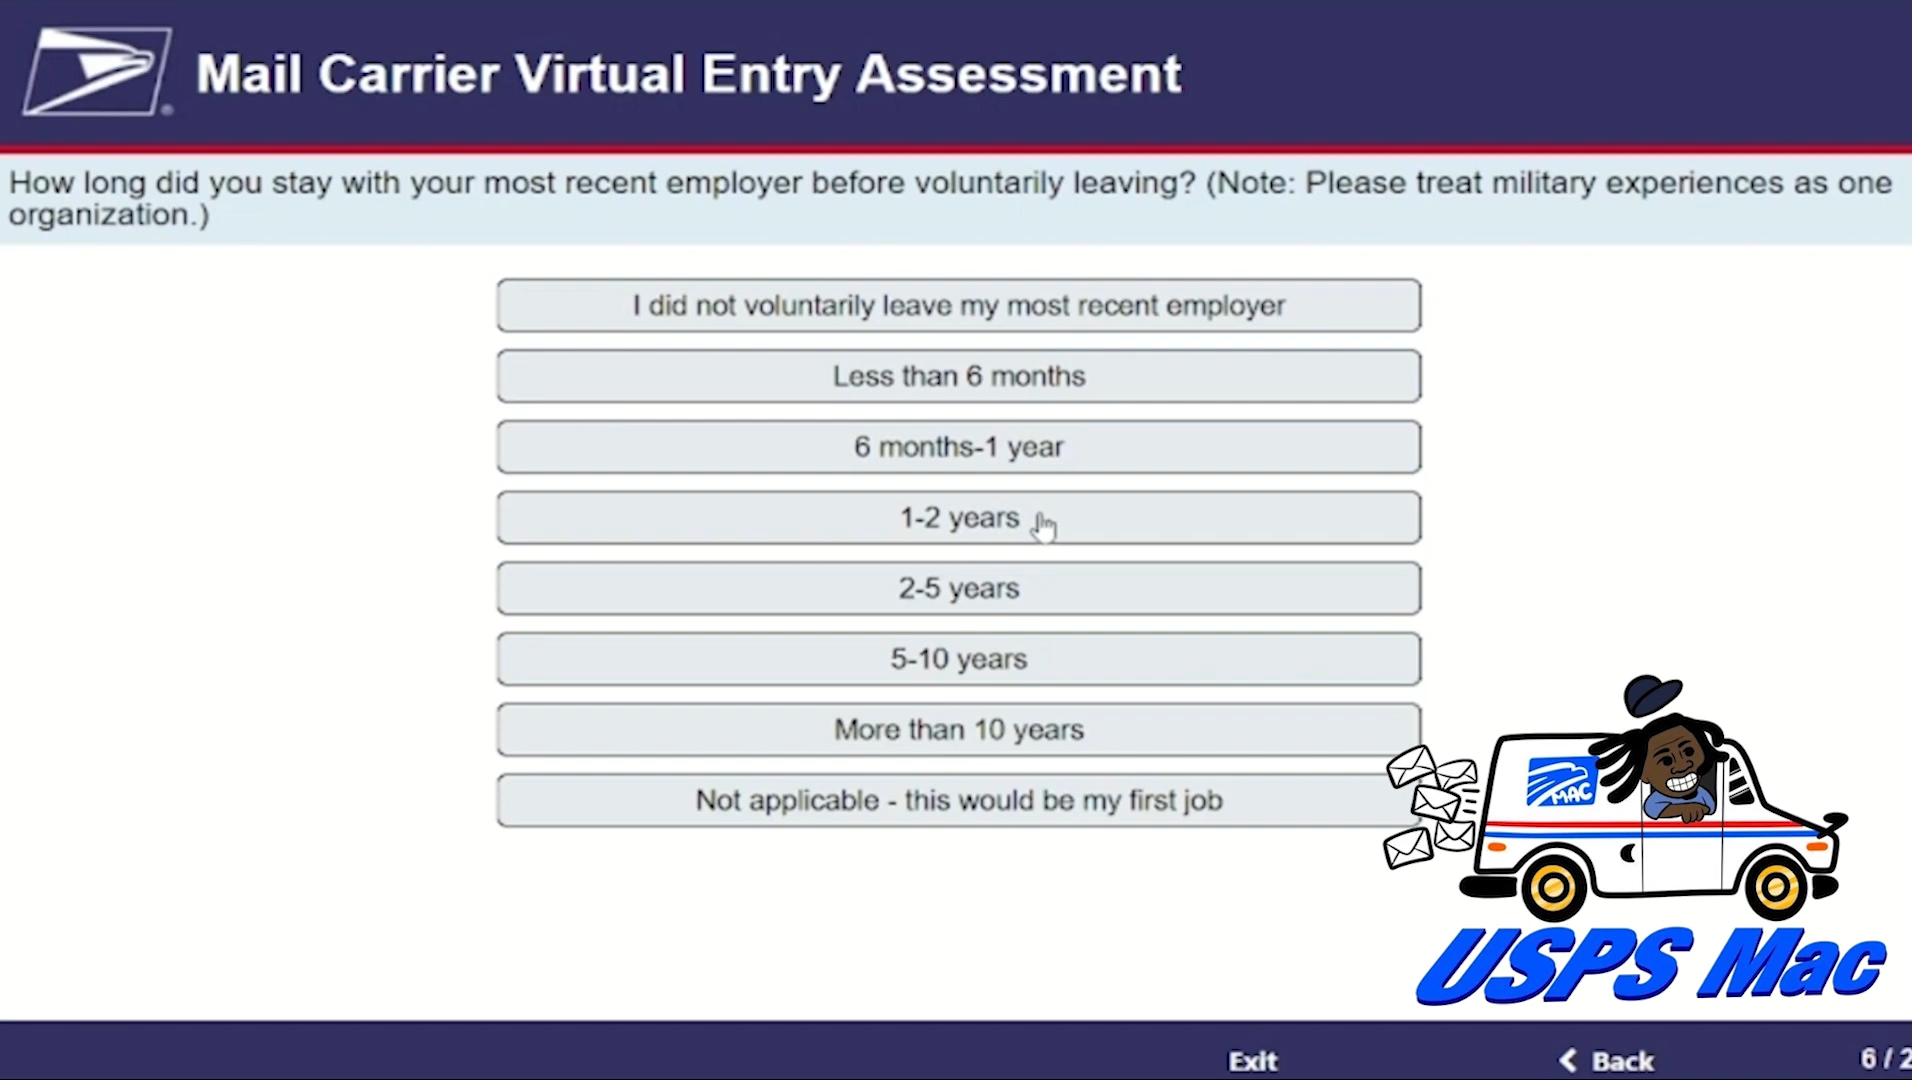 Mail Carrier Virtual Entry Assessment
How long did you stay with your most recent employer before voluntarily leaving? (Note: Please treat military experiences as one
organization.)
I did not voluntarily leave my most recent employer
Less than 6 months
6 months-1 year
1-2 years
2-5 years
5-10 years
More than 10 years
Not applicable - this would be my first job
MAC
USPS Mac
Exit
Back
6 / 2